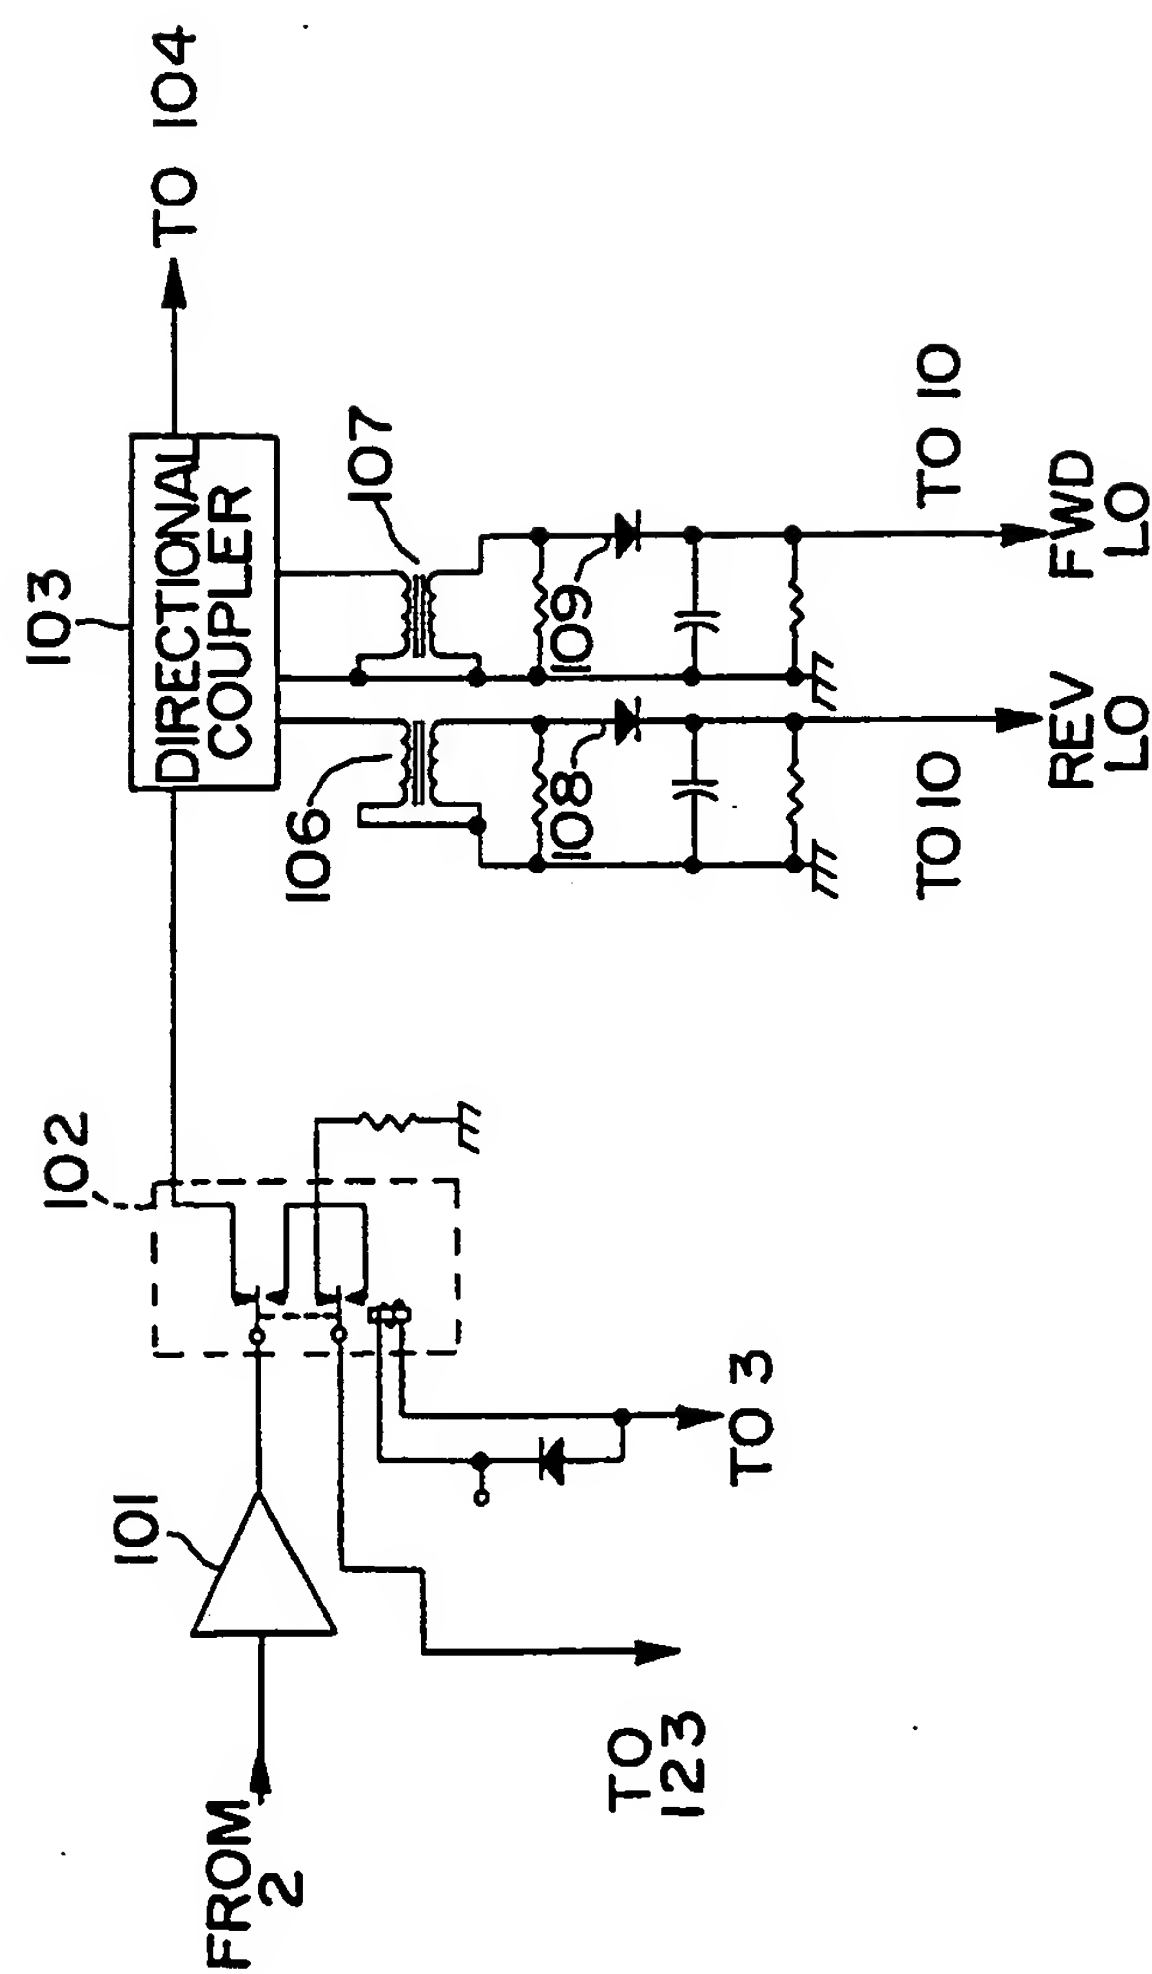 FROM
2
101
TO
123
TO 3
102
103
DIRECTIONAL
COUPLER
TO 104
106
107
108
109
TO 10
REV
LO
TO 10
FWD
LO